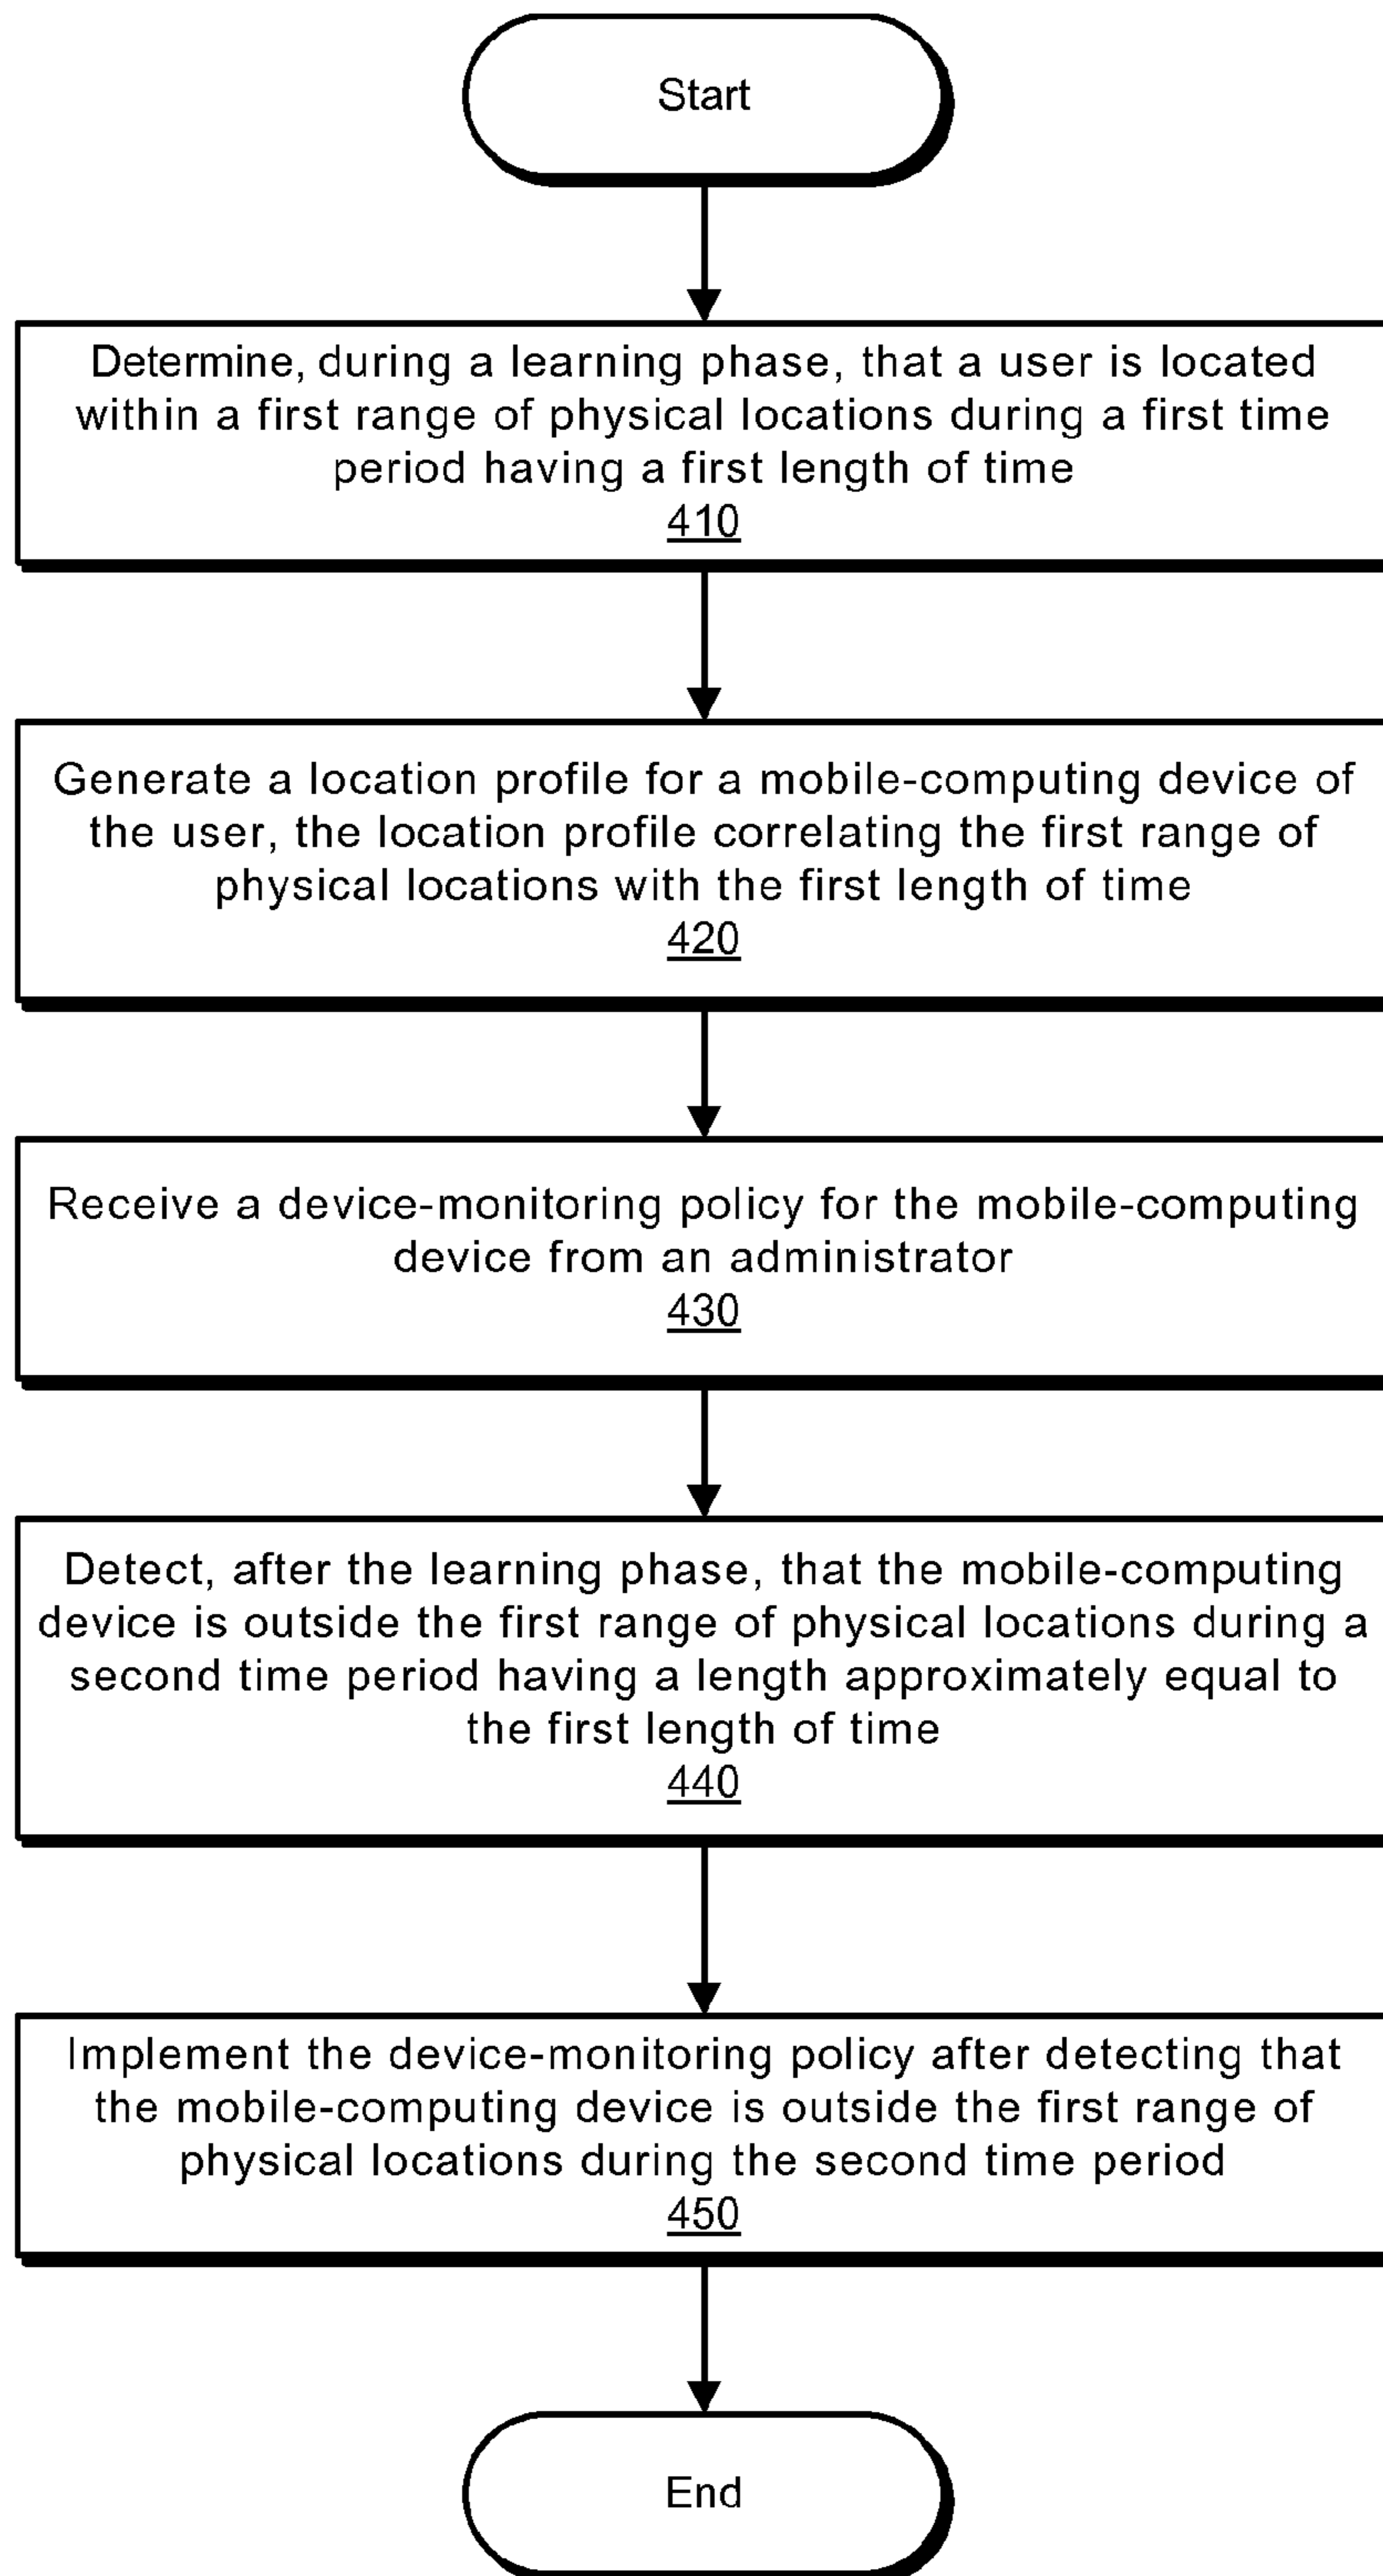 Start
Determine, during a learning phase, that a user is located
within a first range of physical locations during a first time
period having a first length of time
410
Generate a location profile for a mobile-computing device of
the user, the location profile correlating the first range of
physical locations with the first length of time
420
Receive a device-monitoring policy for the mobile-computing
device from an administrator
430
Detect, after the learning phase, that the mobile-computing
device is outside the first range of physical locations during a
second time period having a length approximately equal to
the first length of time
440
Implement the device-monitoring policy after detecting that
the mobile-computing device is outside the first range of
physical locations during the second time period
450
End